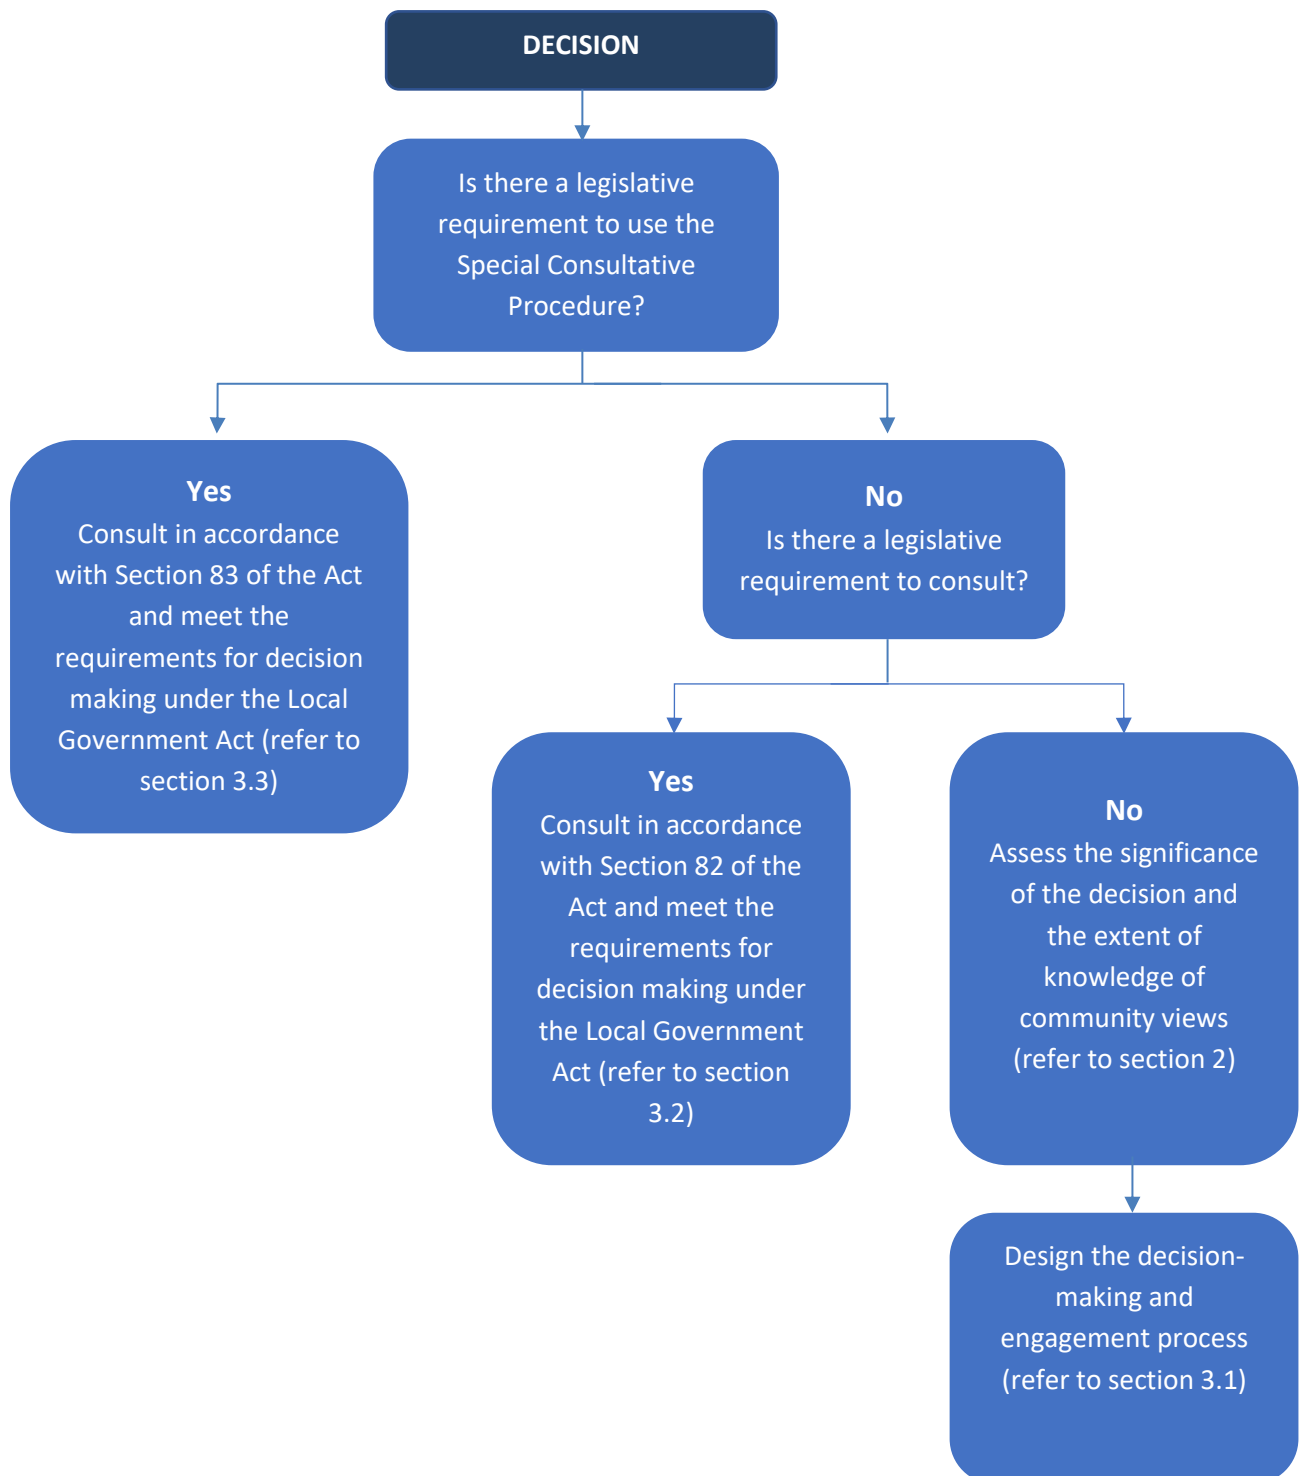 DECISION
Is there a legislative
requirement to use the
Special Consultative
Procedure?
Yes
Consult in accordance
with Section 83 of the Act
and meet the
requirements for decision
making under the Local
Government Act (refer to
section 3.3)
No
Is there a legislative
requirement to consult?
Yes
Consult in accordance
with Section 82 of the
Act and meet the
requirements for
decision making under
the Local Government
Act (refer to section
3.2)
No
Assess the significance
of the decision and
the extent of
knowledge of
community views
(refer to section 2)
Design the decision-
making and
engagement process
(refer to section 3.1)